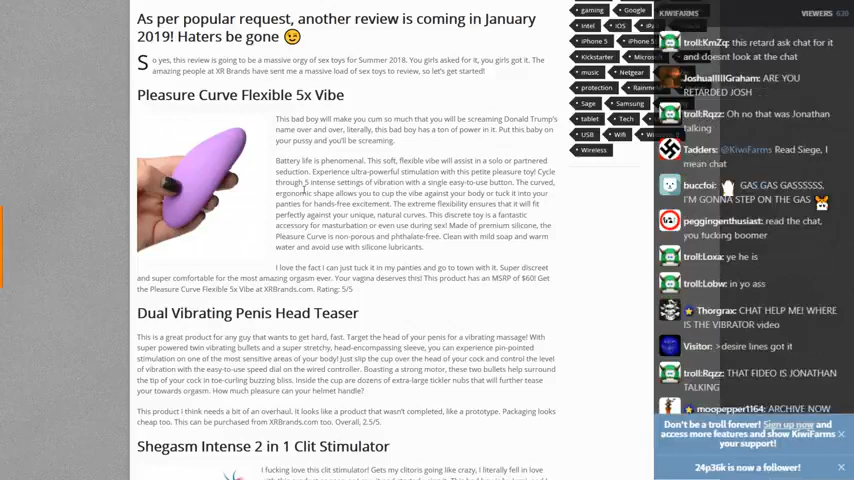 As per popular request, another review is coming in January
2019! Haters be gone 😉
So yes, this review is going to be a massive orgy of sex toys for Summer 2018. You girls asked for it, you girls got it. The
amazing people at XR Brands have sent me a massive load of sex toys to review, so let's get started!
Pleasure Curve Flexible 5x Vibe
This bad boy will make you cum so much that you will be screaming Donald Trump's
name over and over, literally, this bad boy has a ton of power in it. Put this baby on
your pussy and you'll be screaming.
Battery life is phenomenal. This soft, flexible vibe will assist in a solo or partnered
seduction. Experience ultra-powerful stimulation with this petite pleasure toy! Cycle
through 5 intense settings of vibration with a single easy-to-use button. The curved,
ergonomic shape allows you to cup the vibe against your body or tuck it into your
panties for hands-free excitement. The extreme flexibility ensures that it will fit
perfectly against your unique, natural curves. This discrete toy is a fantastic
accessory for masturbation or even use during sex! Made of premium silicone, the
Pleasure Curve is non-porous and phthalate-free. Clean with mild soap and warm
water and avoid use with silicone lubricants.
I love the fact I can just tuck it in my panties and go to town with it. Super discreet
and super comfortable for the most amazing orgasm ever. Your vagina deserves this! This product has an MSRP of $60! Get
the Pleasure Curve Flexible 5x Vibe at XRBrands.com. Rating: 5/5
Dual Vibrating Penis Head Teaser
This is a great product for any guy that wants to get hard, fast. Target the head of your penis for a vibrating massage! With
super powered twin vibrating bullets and a super stretchy, head-encompassing sleeve, you can experience pin-pointed
stimulation on one of the most sensitive areas of your body! Just slip the cup over the head of your cock and control the level
of vibration with the easy-to-use speed dial on the wired controller. Boasting a strong motor, these two bullets help surround
the tip of your cock in toe-curling buzzing bliss. Inside the cup are dozens of extra-large tickler nubs that will further tease
your towards orgasm. How much pleasure can your helmet handle?
This product i think needs a bit of an overhaul. It looks like a product that wasn't completed, like a prototype. Packaging looks
cheap too. This can be purchased from XRBrands.com. Overall, 2.5/5.
Shegasm Intense 2 in 1 Clit Stimulator
I fucking love this clit stimulator! Gets my clitoris going like crazy, I literally fell in love
gaming Google
Intel iOS
iPhone 5
Kickstarter
music Netgear
protection
Sage Samsung
tablet Tech
USB Wifi
Wireless
KIWIFARMS
VIEWERS 630
troll:KmZq: this retard ask chat for it
and doesnt look at the chat
JoshuaIIIGraham: ARE YOU
RETARDED JOSH
troll:Rqzz: Oh no that was Jonathan
talking
Tadders: @KiwiFarms Read Siege, I
mean chat
buccfoi: GAS GAS GASSSSSS,
I'M GONNA STEP ON THE GAS
peggingenthusiast: read the chat,
you fucking boomer
troll:Loxa: ye he is
troll:Lobw: in yo ass
Thorgrax: CHAT HELP ME! WHERE
IS THE VIBRATOR video
Visitor: >desire lines got it
troll:Rqzz: THAT FIDEO IS JONATHAN
TALKING
moopepper1164: ARCHIVE NOW
Don't be a troll forever! Sign up now and
access more features and show KiwiFarms
your support!
24p36k is now a follower!